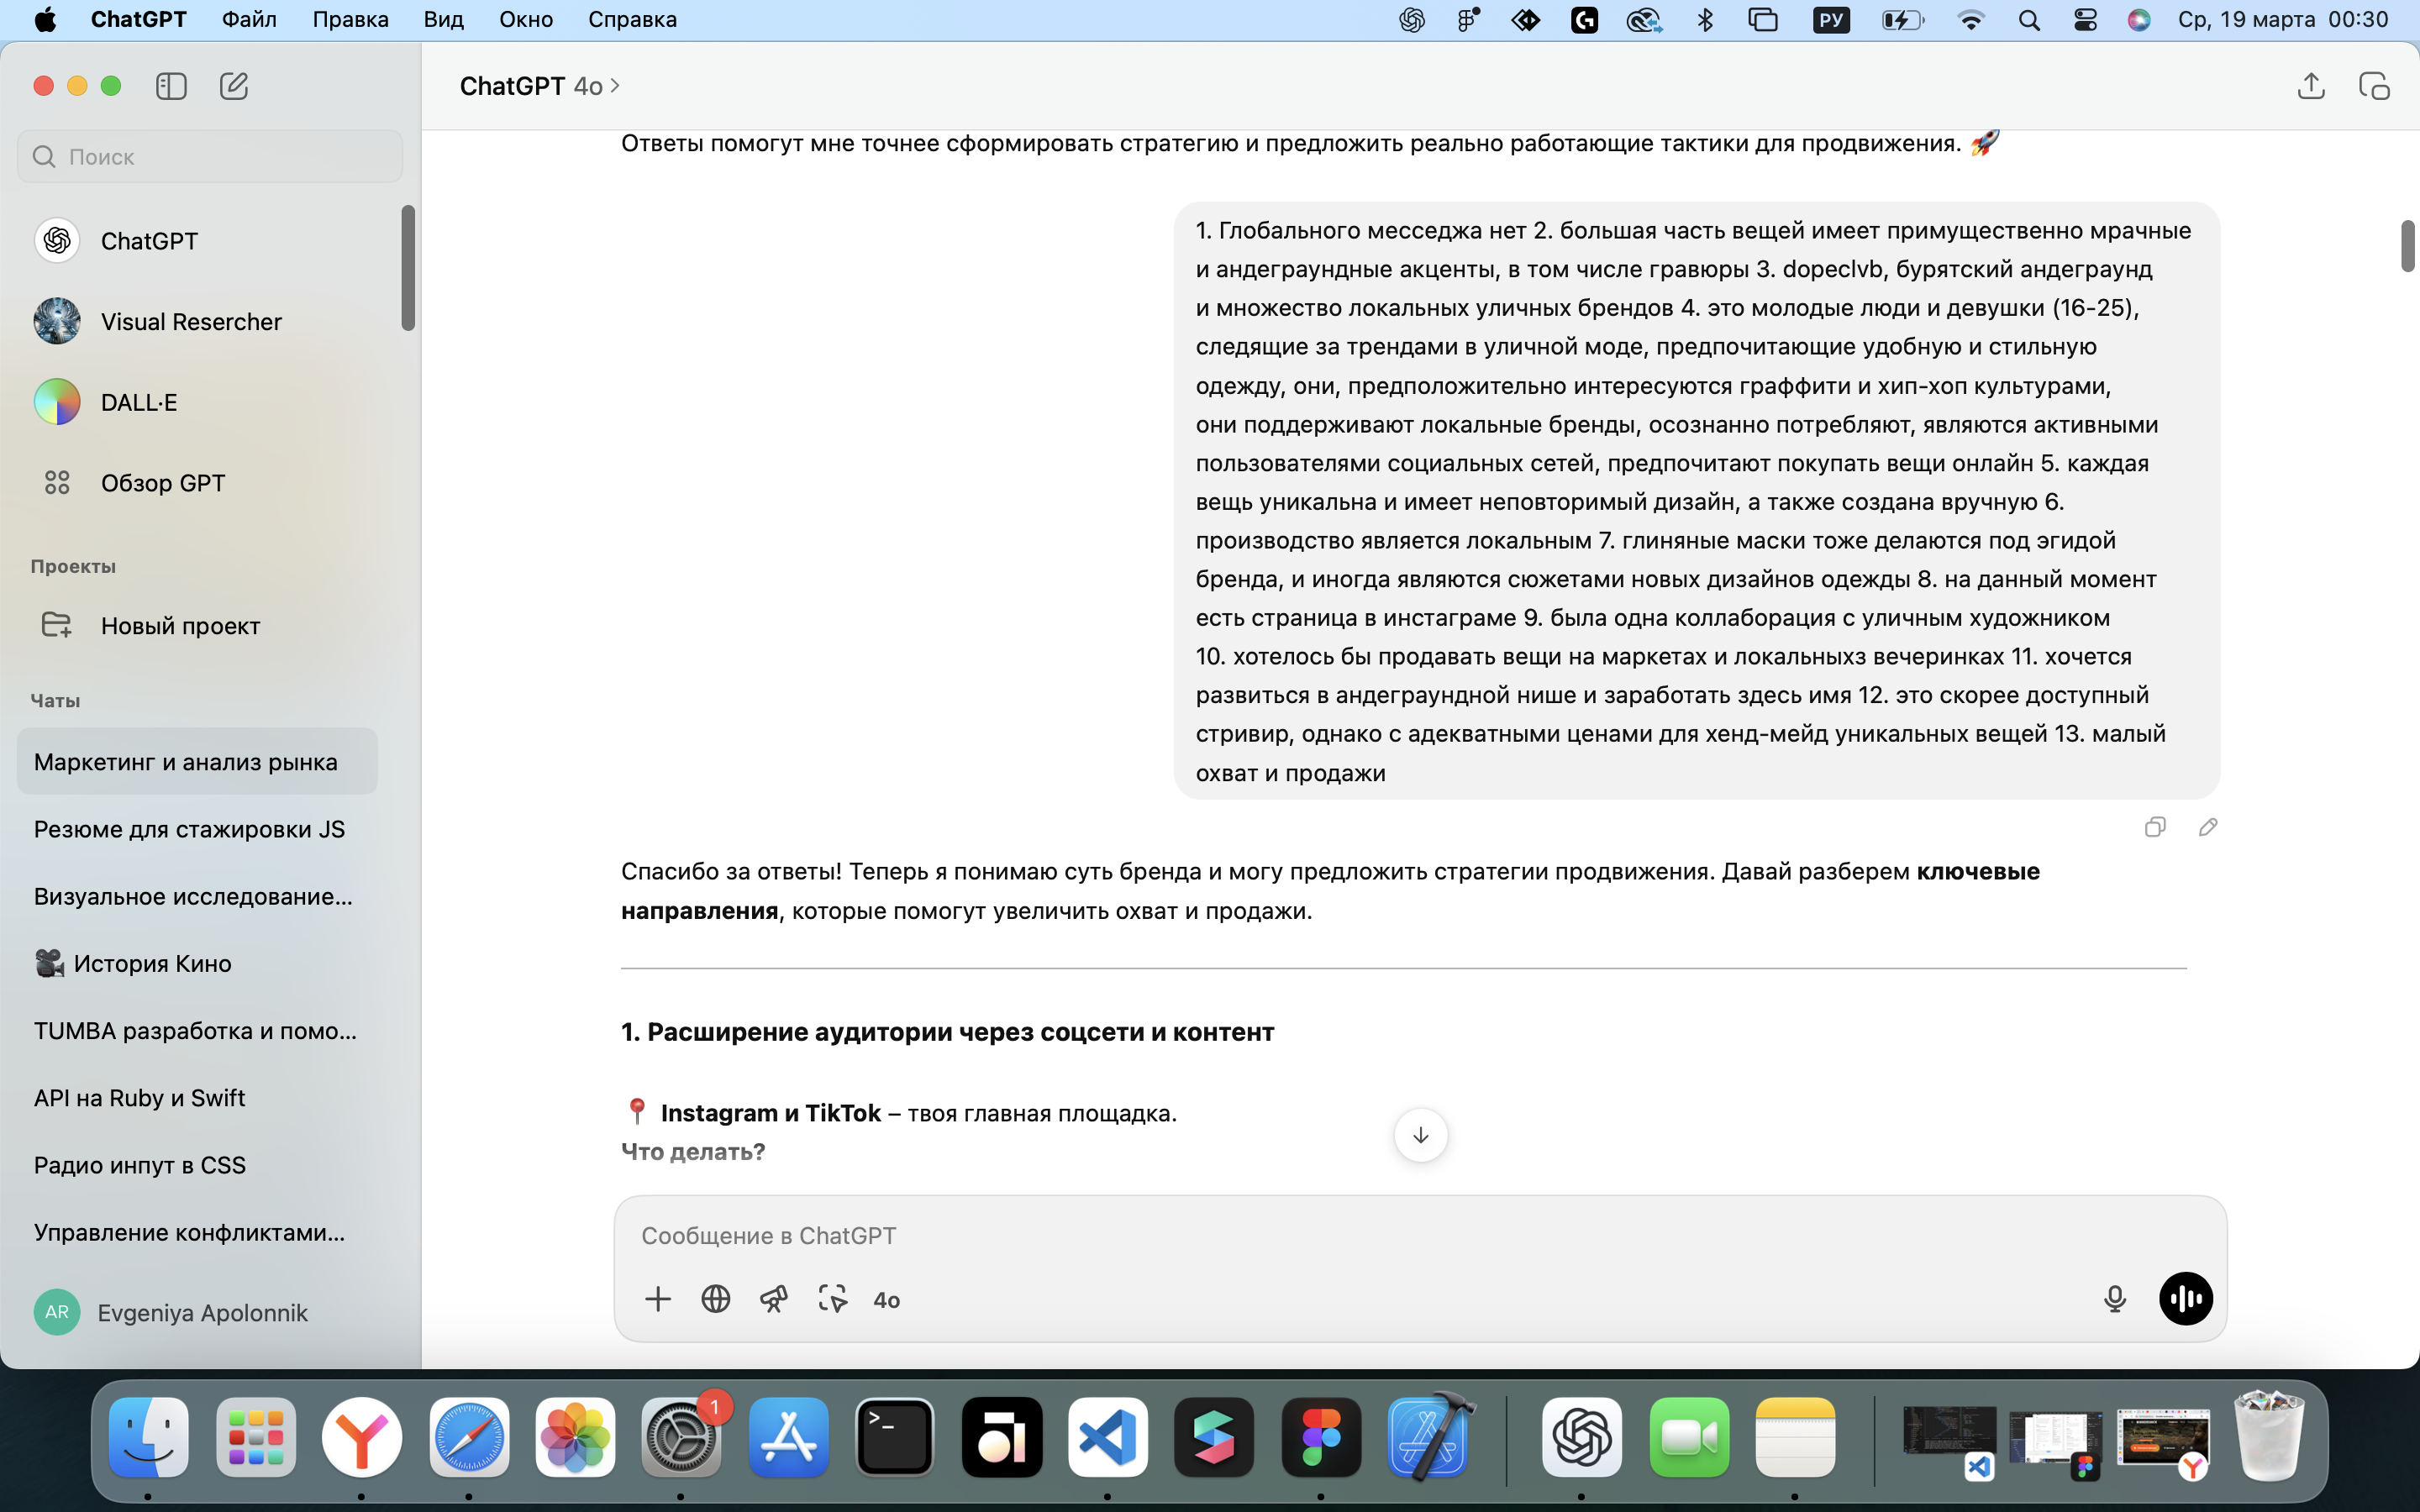 ChatGPT Файл Правка Вид Окно Справка РУ Ср, 19 марта 00:30
ChatGPT 4o
Поиск
ChatGPT
Visual Resercher
DALL·E
Обзор GPT
Проекты
Новый проект
Чаты
Маркетинг и анализ рынка
Резюме для стажировки JS
Визуальное исследование...
История Кино
TUMBA разработка и помо...
API на Ruby и Swift
Радио инпут в CSS
Управление конфликтами...
AR Evgeniya Apolonnik
Ответы помогут мне точнее сформировать стратегию и предложить реально работающие тактики для продвижения. 🚀
1. Глобального месседжа нет 2. большая часть вещей имеет примущественно мрачные
и андеграундные акценты, в том числе гравюры 3. dopeclvb, бурятский андеграунд
и множество локальных уличных брендов 4. это молодые люди и девушки (16-25),
следящие за трендами в уличной моде, предпочитающие удобную и стильную
одежду, они, предположительно интересуются граффити и хип-хоп культурами,
они поддерживают локальные бренды, осознанно потребляют, являются активными
пользователями социальных сетей, предпочитают покупать вещи онлайн 5. каждая
вещь уникальна и имеет неповторимый дизайн, а также создана вручную 6.
производство является локальным 7. глиняные маски тоже делаются под эгидой
бренда, и иногда являются сюжетами новых дизайнов одежды 8. на данный момент
есть страница в инстаграме 9. была одна коллаборация с уличным художником
10. хотелось бы продавать вещи на маркетах и локальныхз вечеринках 11. хочется
развиться в андеграундной нише и заработать здесь имя 12. это скорее доступный
стривир, однако с адекватными ценами для хенд-мейд уникальных вещей 13. малый
охват и продажи
Спасибо за ответы! Теперь я понимаю суть бренда и могу предложить стратегии продвижения. Давай разберем ключевые
направления, которые помогут увеличить охват и продажи.
1. Расширение аудитории через соцсети и контент
📍 Instagram и TikTok – твоя главная площадка.
Что делать?
Сообщение в ChatGPT
4o
1